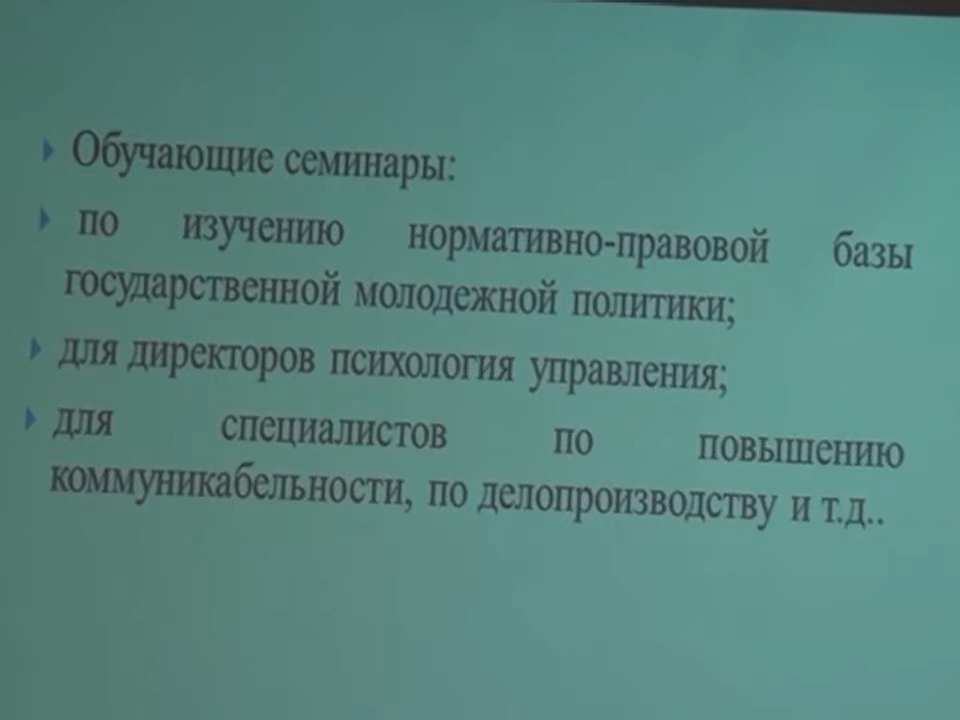 Обучающие семинары:
по изучению нормативно-правовой базы
государственной молодежной политики;
для директоров психология управления;
для специалистов по повышению
коммуникабельности, по делопроизводству и т.д..